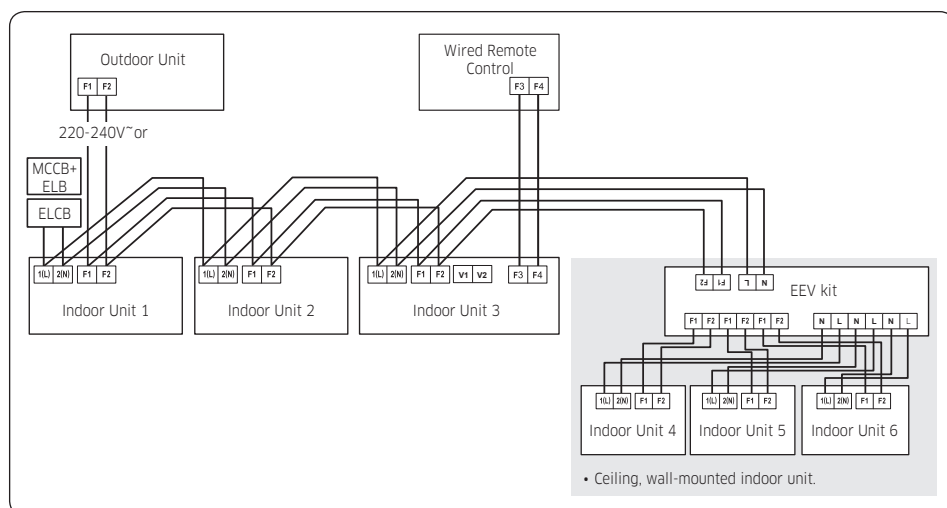 Outdoor Unit
F1 F2
Wired Remote
Control
F3 F4
220-240V~or
MCCB+
ELB
ELCB
1(L) 2(N) F1 F2
Indoor Unit 1
1(L) 2(N) F1 F2
Indoor Unit 2
1(L) 2(N) F1 F2 V1 V2 F3 F4
Indoor Unit 3
F2 F1 L N
EEV kit
F1 F2 F1 F2 F1 F2 N L N L N L
1(L) 2(N) F1 F2
Indoor Unit 4
1(L) 2(N) F1 F2
Indoor Unit 5
1(L) 2(N) F1 F2
Indoor Unit 6
• Ceiling, wall-mounted indoor unit.